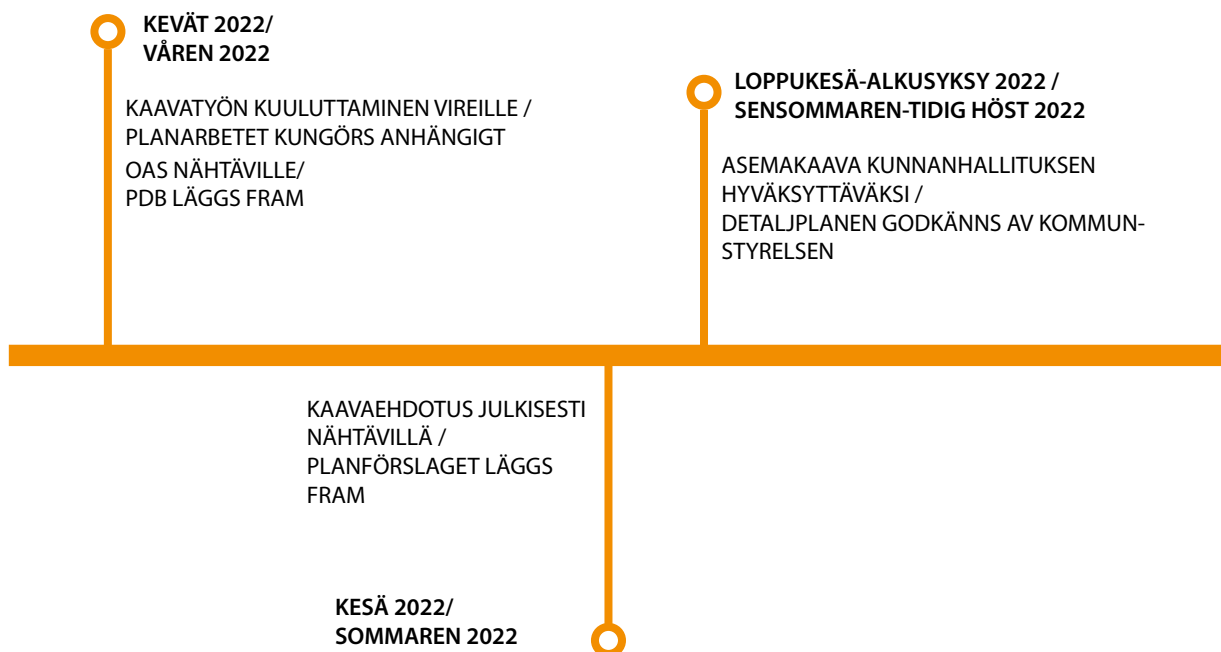 KEVÄT 2022/
VÅREN 2022
KAAVATYÖN KUULUTTAMINEN VIREILLE /
PLANARBETET KUNGÖRS ANHÄNGIGT
OAS NÄHTÄVILLE/
PDB LÄGGS FRAM
LOPPUKESÄ-ALKUSYKSY 2022 /
SENSOMMAREN-TIDIG HÖST 2022
ASEMAKAAVA KUNNANHALLITUKSEN
HYVÄKSYTTÄVÄKSI /
DETALJPLANEN GODKÄNNS AV KOMMUN-
STYRELSEN
KAAVAEHDOTUS JULKISESTI
NÄHTÄVILLÄ /
PLANFÖRSLAGET LÄGGS
FRAM
KESÄ 2022/
SOMMAREN 2022